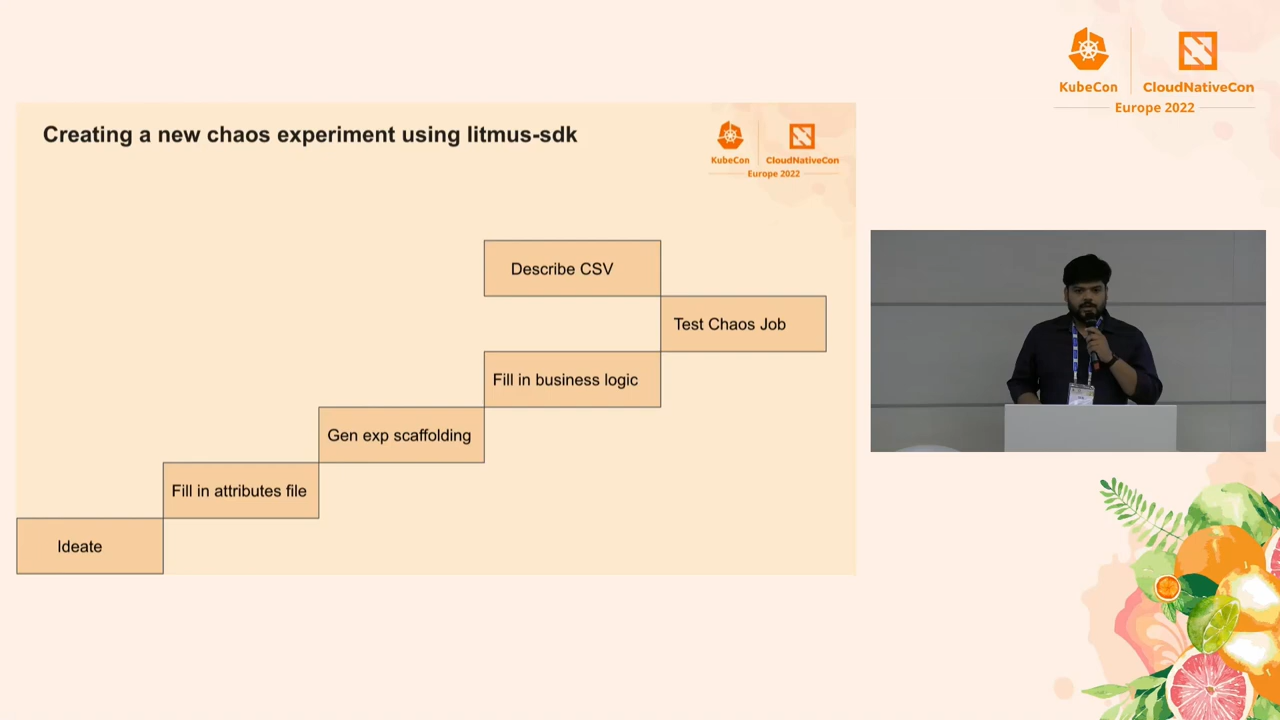 KubeCon
CloudNativeCon
Europe 2022
Creating a new chaos experiment using litmus-sdk
KubeCon
CloudNativeCon
Europe 2022
Describe CSV
Test Chaos Job
Fill in business logic
Gen exp scaffolding
Fill in attributes file
Ideate